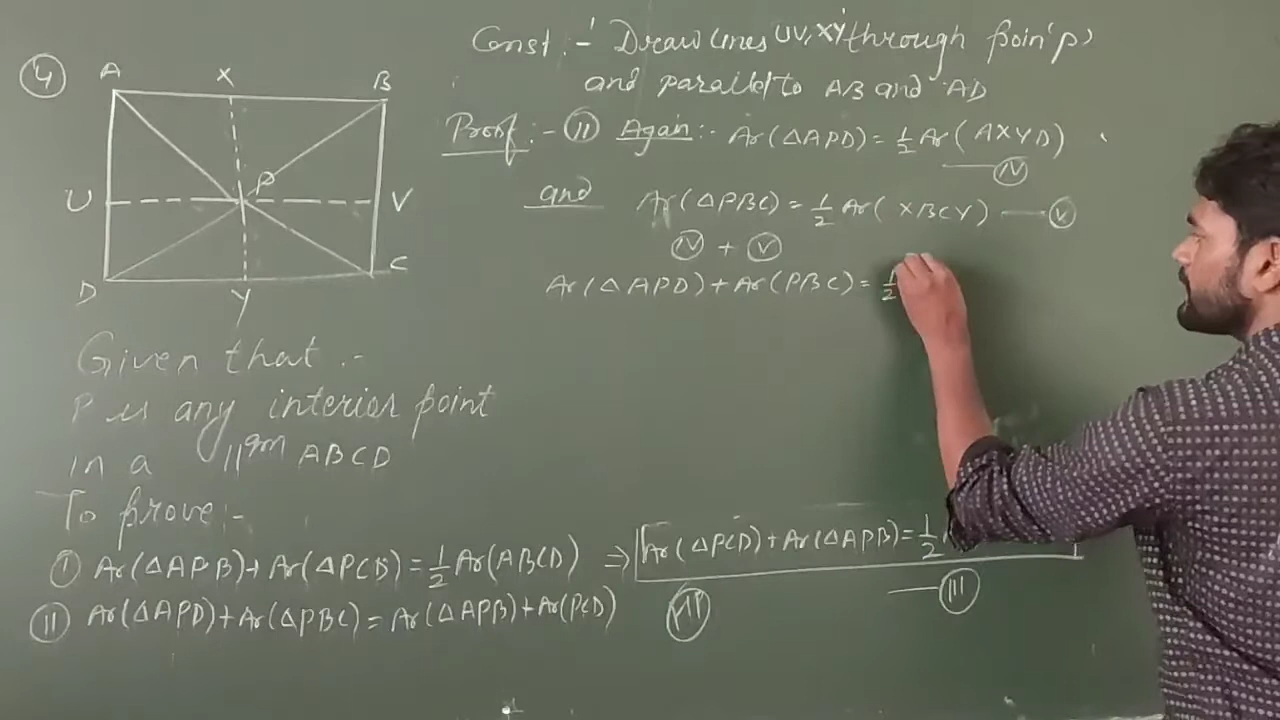 4
A X B
P
U V
D Y C
Given that :-
P is any interior point
in a ||gm ABCD
To prove:-
I Ar(△APB)+Ar(△PCD)=1/2 Ar(ABCD)
II Ar(△APD)+Ar(△PBC)=Ar(△APB)+Ar(PCD)
Const :- Draw lines UV, XY through poin' p
and parallel to AB and AD
Proof :- II Again :- Ar(△APD)=1/2 Ar(AXYD)
— IV
and Ar(△PBC)=1/2 Ar(XBCY) — V
IV + V
Ar(△APD)+Ar(PBC)=1/2
⇒ Ar(△PCD)+Ar(△APB)=1/2
— III